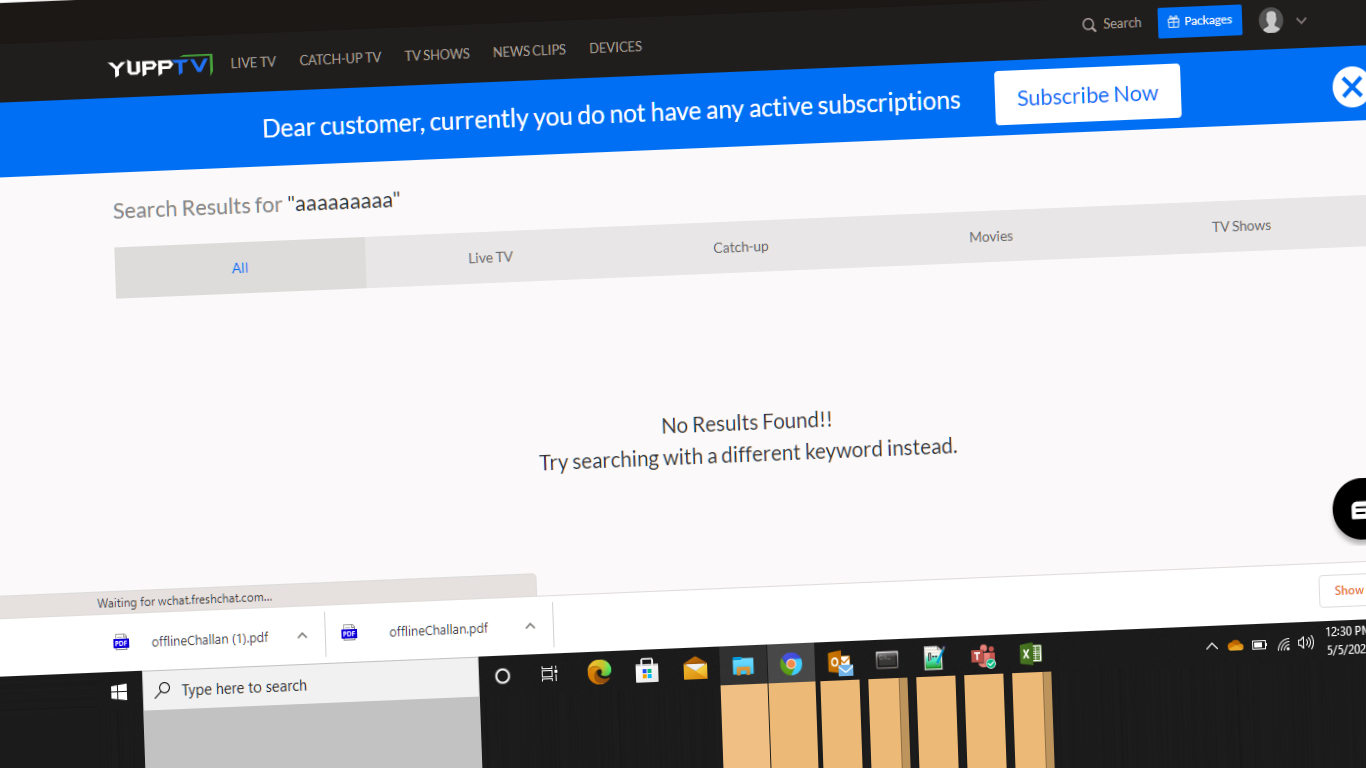 Search
Packages
YUPPTV
LIVE TV
CATCH-UP TV
TV SHOWS
NEWS CLIPS
DEVICES
Dear customer, currently you do not have any active subscriptions
Subscribe Now
Search Results for "aaaaaaaaa"
All
Live TV
Catch-up
Movies
TV Shows
No Results Found!!
Try searching with a different keyword instead.
Waiting for wchat.freshchat.com...
PDF
offlineChallan (1).pdf
PDF
offlineChallan.pdf
Show
Type here to search
12:30 PM
5/5/202